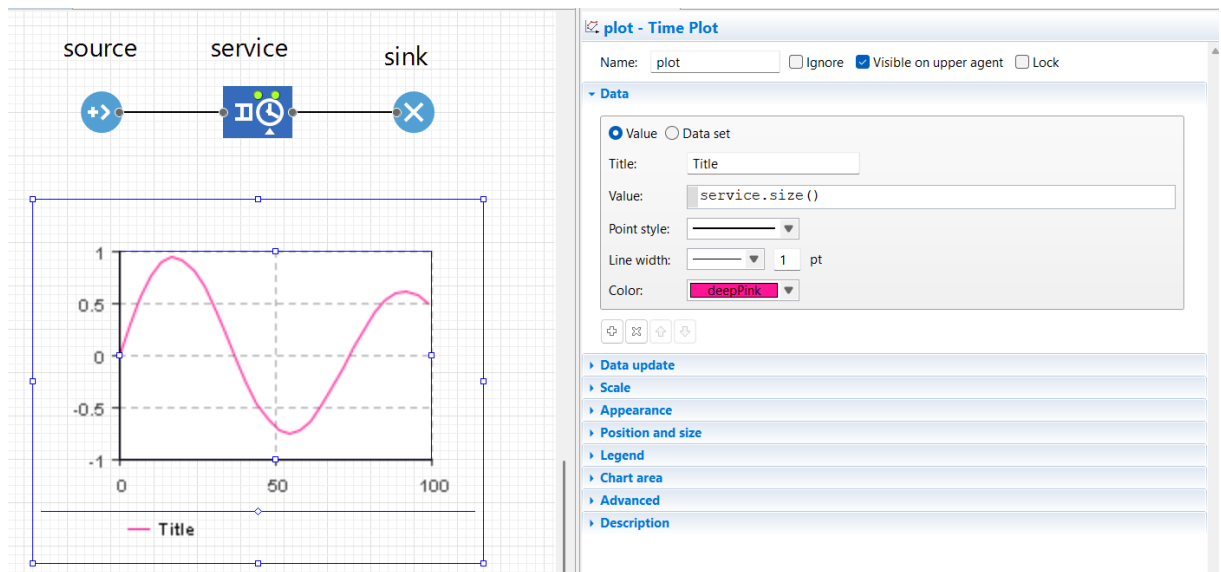 source
service
sink
1
0.5
0
-0.5
-1
0 50 100
Title
plot - Time Plot
Name: plot Ignore Visible on upper agent Lock
Data
Value Data set
Title: Title
Value: service.size()
Point style:
Line width: 1 pt
Color: deepPink
Data update
Scale
Appearance
Position and size
Legend
Chart area
Advanced
Description